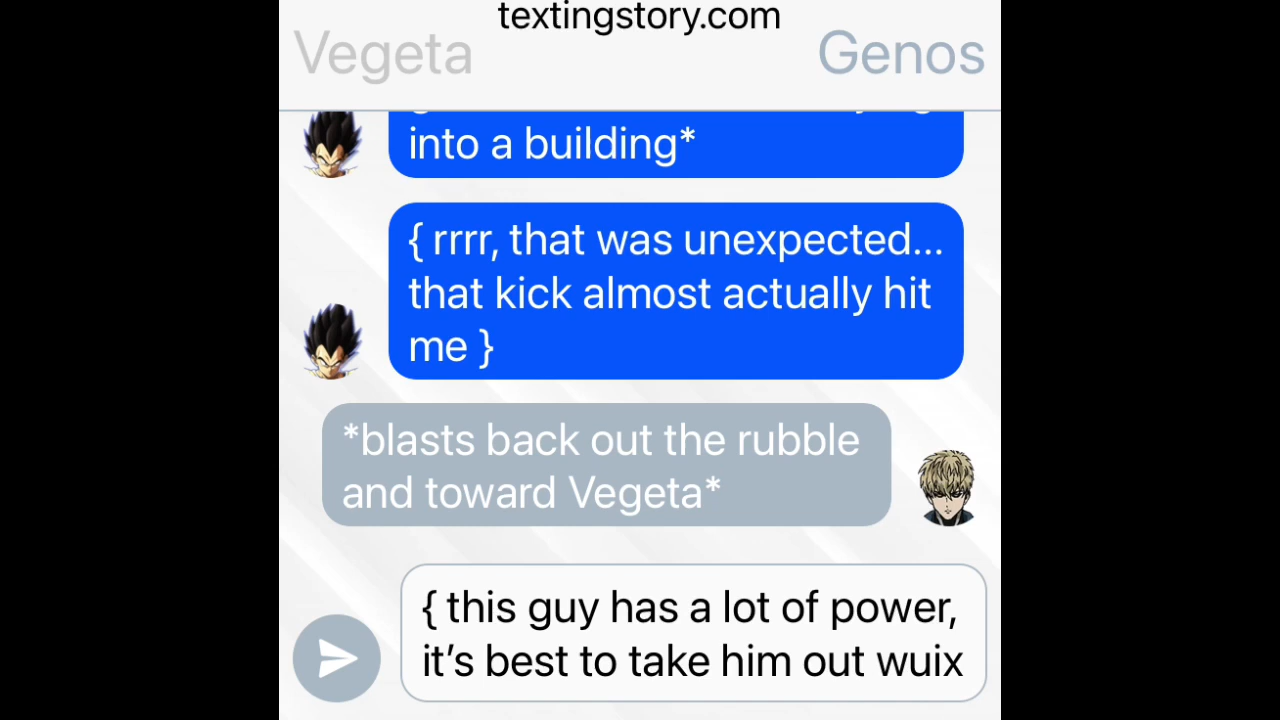 textingstory.com
Vegeta
Genos
into a building*
{ rrrr, that was unexpected...
that kick almost actually hit
me }
*blasts back out the rubble
and toward Vegeta*
{ this guy has a lot of power,
it’s best to take him out wuix